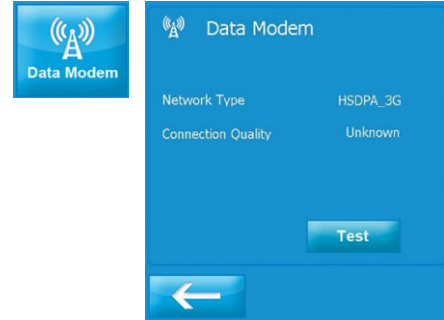 Data Modem
Data Modem
Network Type HSDPA_3G
Connection Quality Unknown
Test